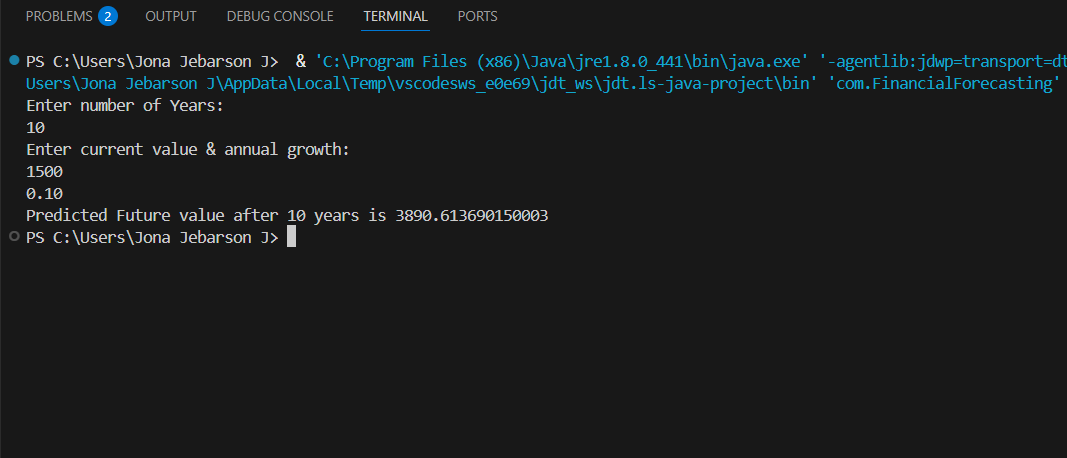 PROBLEMS 2 OUTPUT DEBUG CONSOLE TERMINAL PORTS
PS C:\Users\Jona Jebarson J>  & 'C:\Program Files (x86)\Java\jre1.8.0_441\bin\java.exe' '-agentlib:jdwp=transport=dt
Users\Jona Jebarson J\AppData\Local\Temp\vscodesws_e0e69\jdt_ws\jdt.ls-java-project\bin' 'com.FinancialForecasting'
Enter number of Years:
10
Enter current value & annual growth:
1500
0.10
Predicted Future value after 10 years is 3890.613690150003
PS C:\Users\Jona Jebarson J>